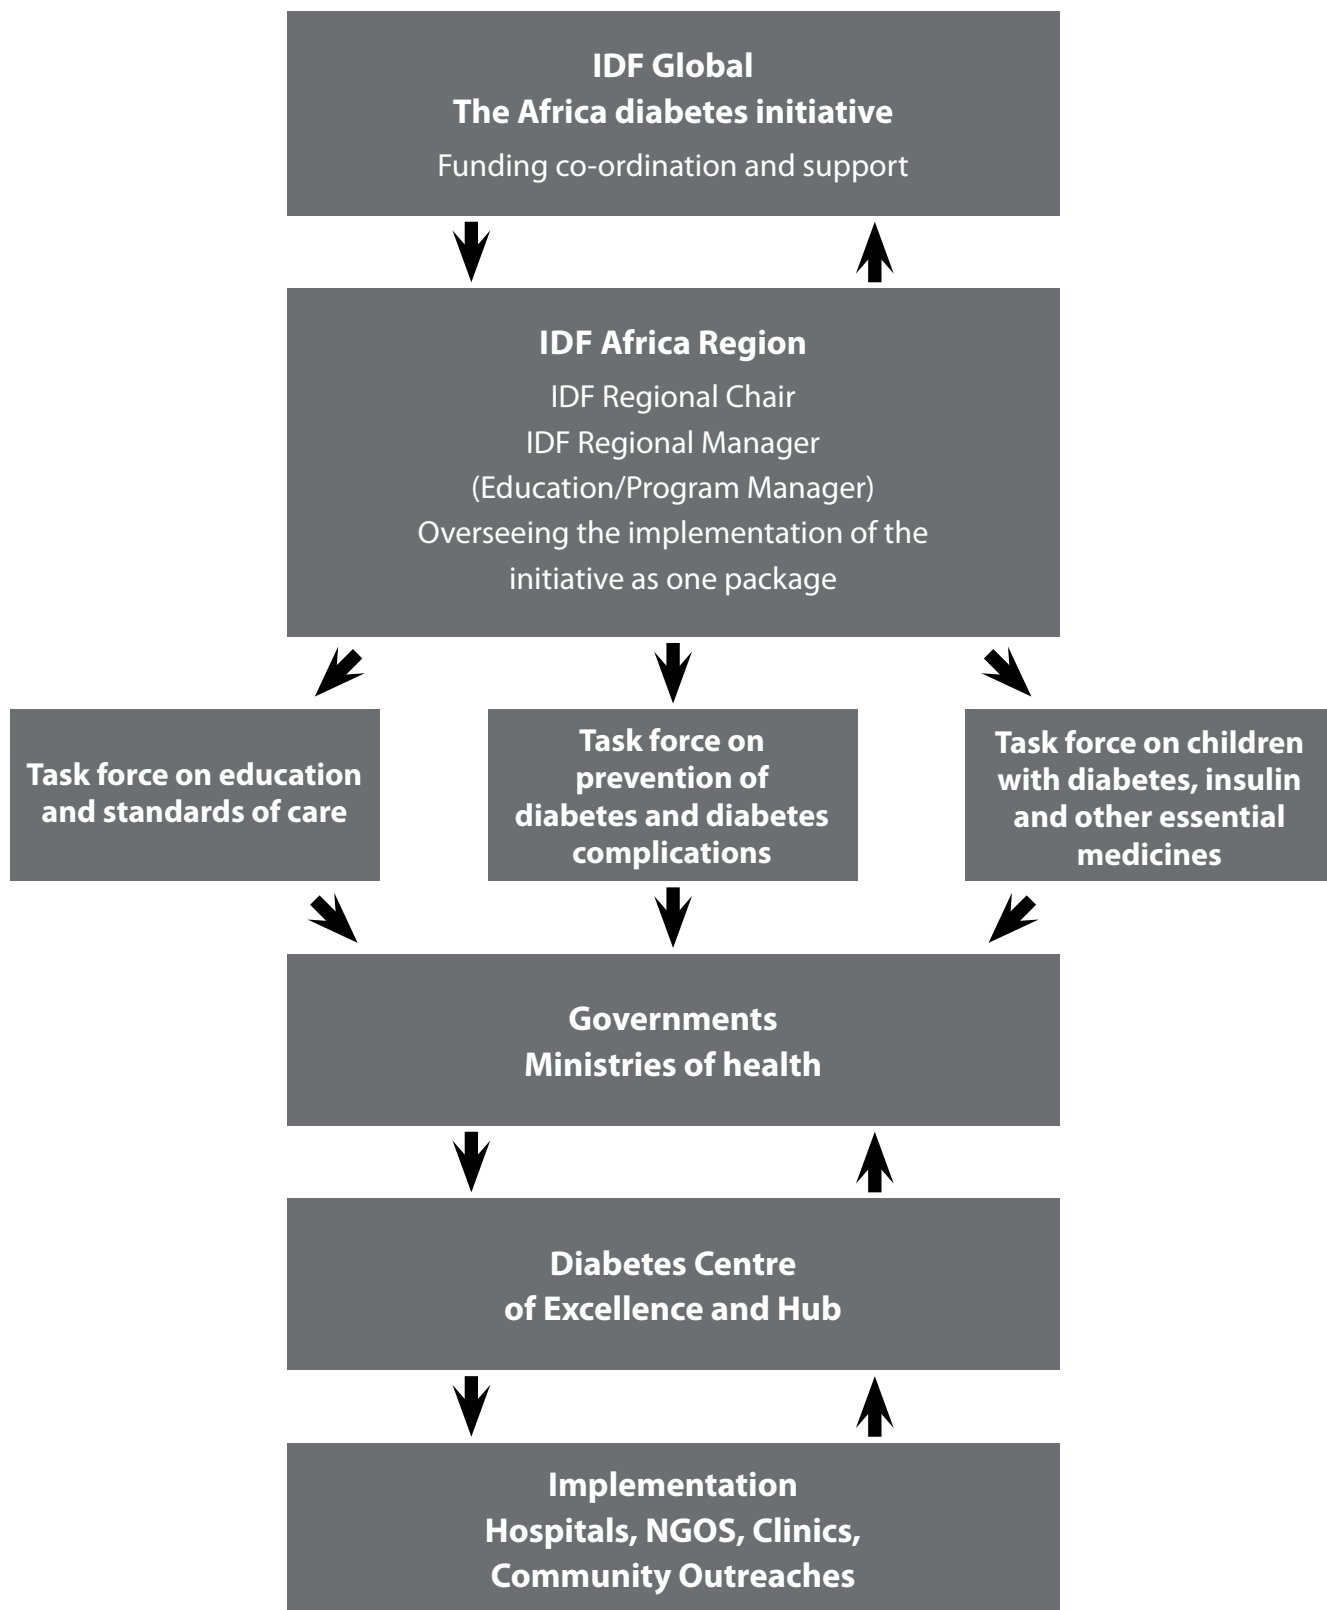 IDF Global
The Africa diabetes initiative
Funding co-ordination and support
IDF Africa Region
IDF Regional Chair
IDF Regional Manager
(Education/Program Manager)
Overseeing the implementation of the
initiative as one package
Task force on education
and standards of care
Task force on
prevention of
diabetes and diabetes
complications
Task force on children
with diabetes, insulin
and other essential
medicines
Governments
Ministries of health
Diabetes Centre
of Excellence and Hub
Implementation
Hospitals, NGOS, Clinics,
Community Outreaches